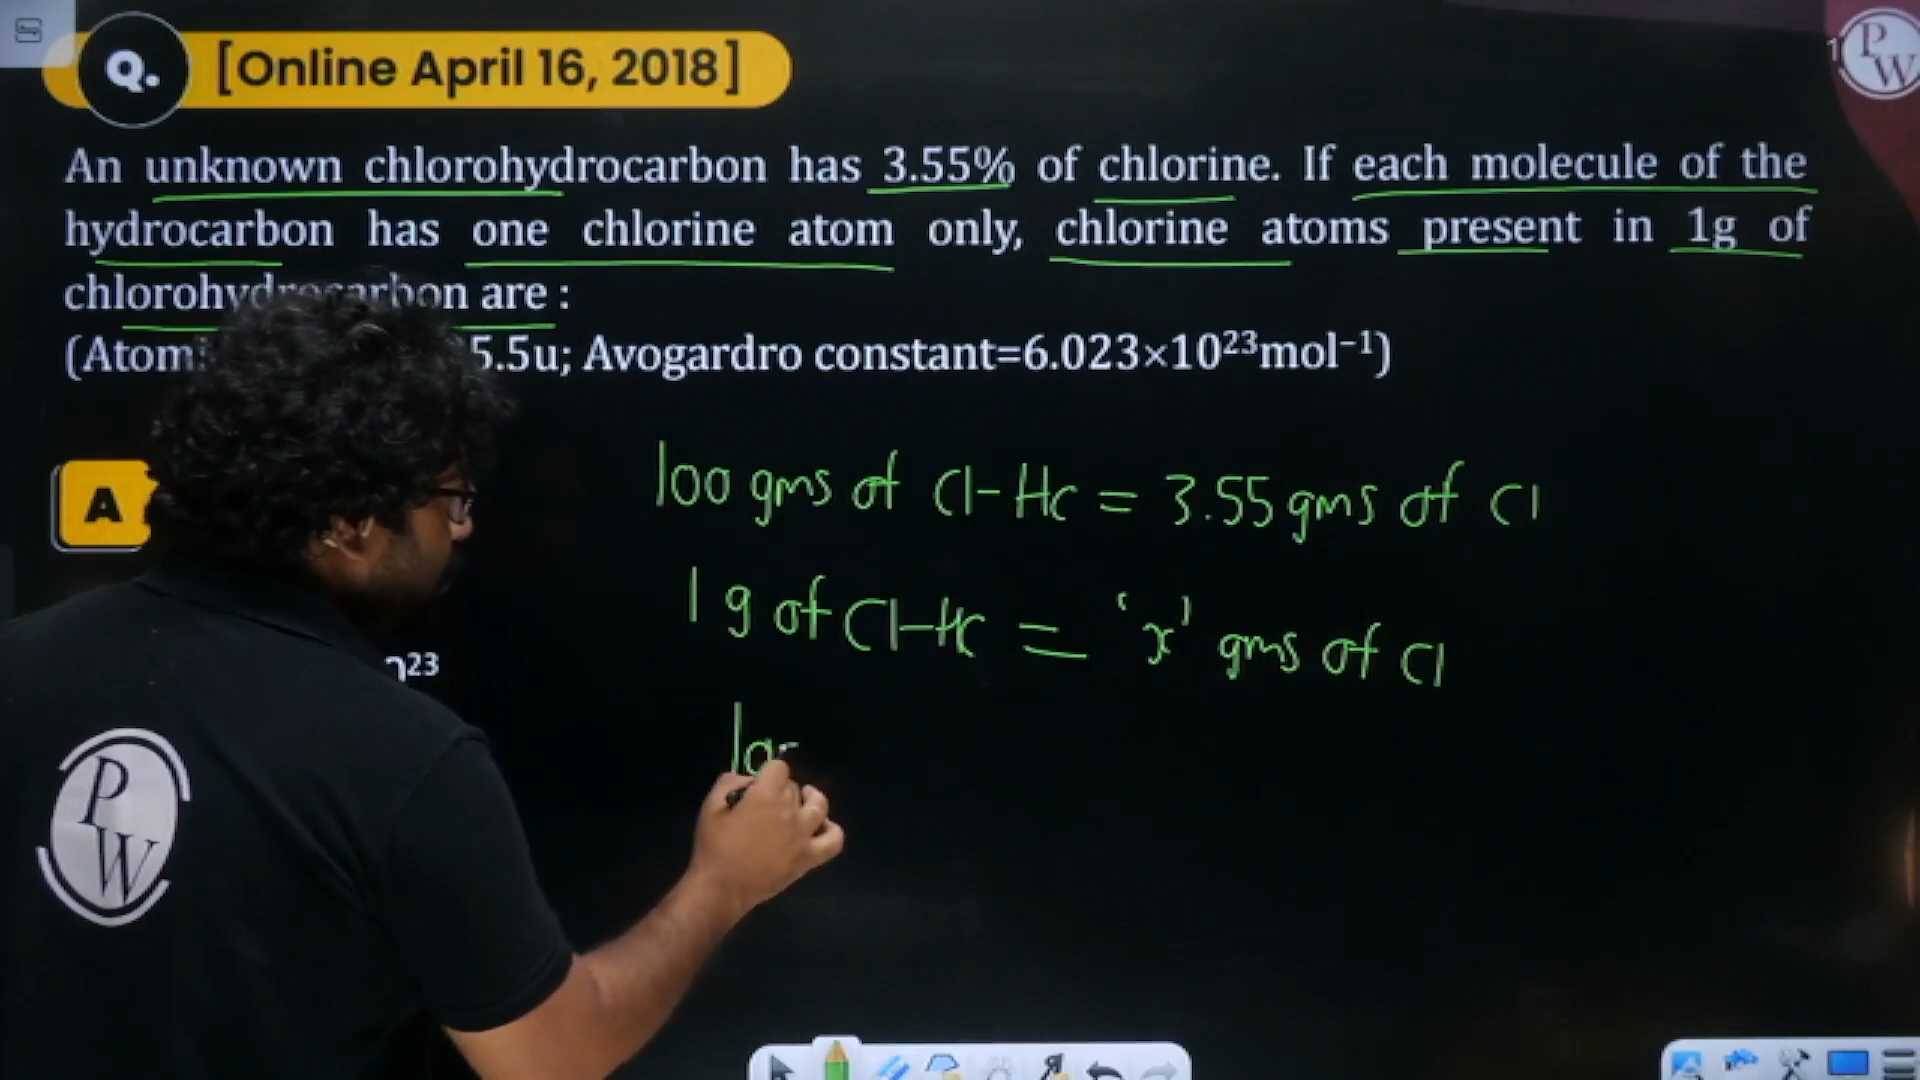 Q. [Online April 16, 2018]
PW
An unknown chlorohydrocarbon has 3.55% of chlorine. If each molecule of the
hydrocarbon has one chlorine atom only, chlorine atoms present in 1g of
chlorohydrocarbon are :
5.5u; Avogardro constant=6.023×10²³mol⁻¹)
100 gms of Cl-Hc = 3.55 gms of Cl
A
1 g of Cl-Hc = 'x' gms of Cl
23
PW